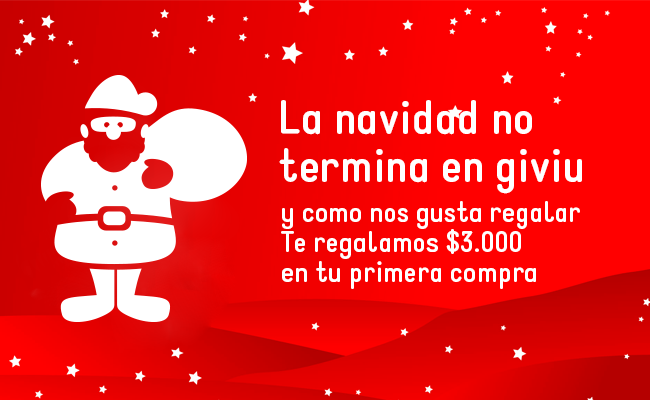 La navidad no
termina en giviu
y como nos gusta regalar
Te regalamos $3.000
en tu primera compra